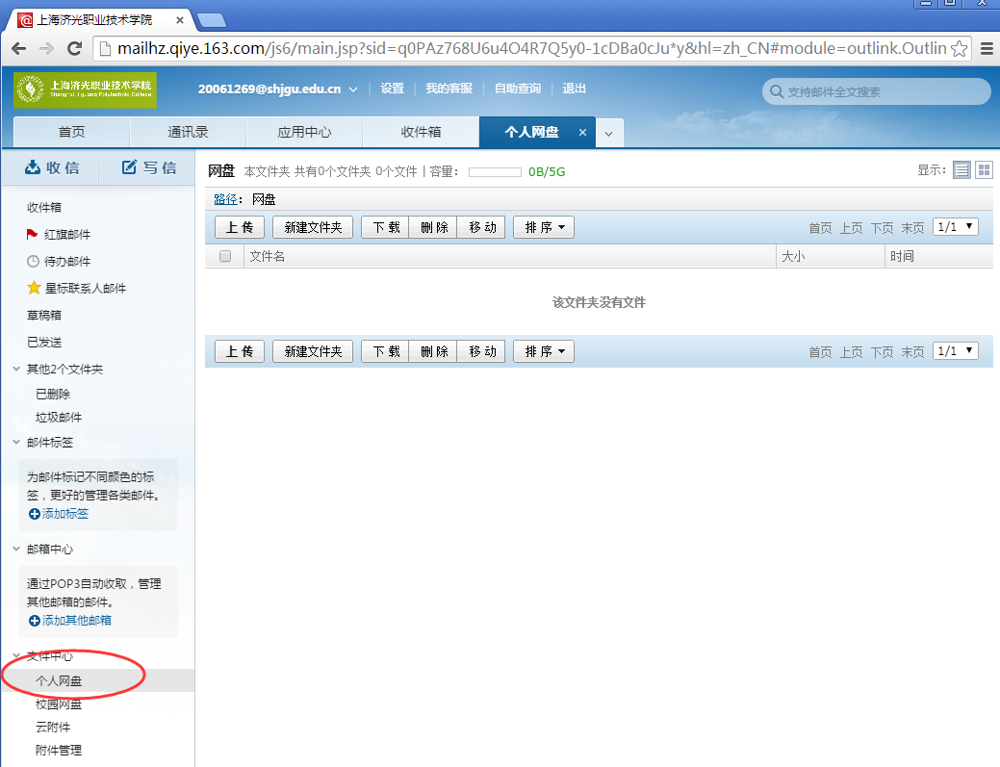 上海济光职业技术学院
mailhz.qiye.163.com/js6/main.jsp?sid=q0PAz768U6u4O4R7Q5y0-1cDBa0cJu*y&hl=zh_CN#module=outlink.Outlin
上海济光职业技术学院
Shanghai Jiguang Polytechnic College
20061269@shjgu.edu.cn | 设置 | 我的客服 | 自助查询 | 退出
支持邮件全文搜索
首页 通讯录 应用中心 收件箱 个人网盘
收信 写信
收件箱
红旗邮件
待办邮件
星标联系人邮件
草稿箱
已发送
其他2个文件夹
已删除
垃圾邮件
邮件标签
为邮件标记不同颜色的标
签，更好的管理各类邮件。
添加标签
邮箱中心
通过POP3自动收取，管理
其他邮箱的邮件。
添加其他邮箱
文件中心
个人网盘
校园网盘
云附件
附件管理
网盘 本文件夹 共有0个文件夹 0个文件 | 容量： 0B/5G 显示：
路径： 网盘
上 传 新建文件夹 下 载 删 除 移 动 排 序 首页 上页 下页 末页 1/1
文件名 大小 时间
该文件夹没有文件
上 传 新建文件夹 下 载 删 除 移 动 排 序 首页 上页 下页 末页 1/1